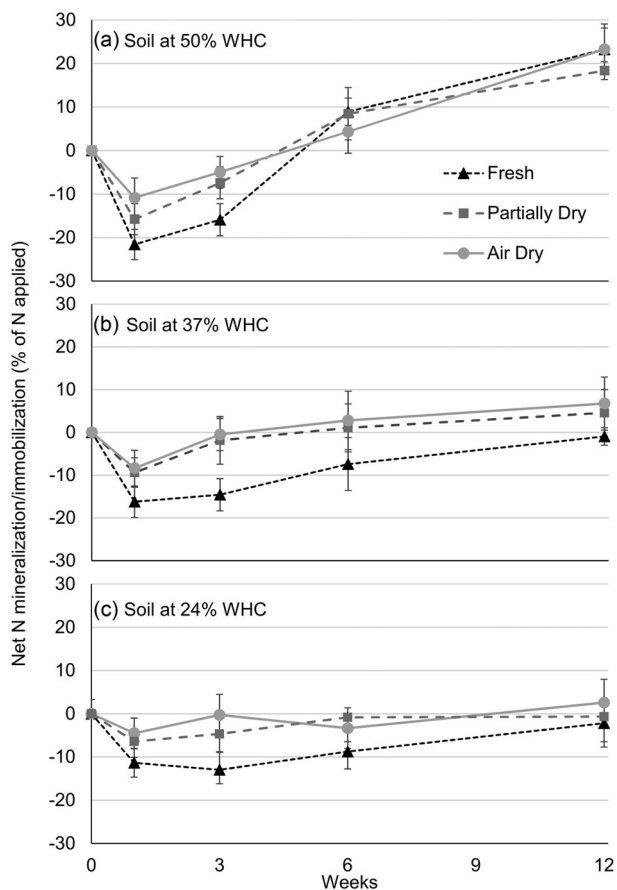 (a) Soil at 50% WHC
30
20
10
0
-10
-20
-30
Fresh
Partially Dry
Air Dry
Net N mineralization/immobilization (% of N applied)
(b) Soil at 37% WHC
30
20
10
0
-10
-20
-30
(c) Soil at 24% WHC
30
20
10
0
-10
-20
-30
0 3 6 9 12
Weeks